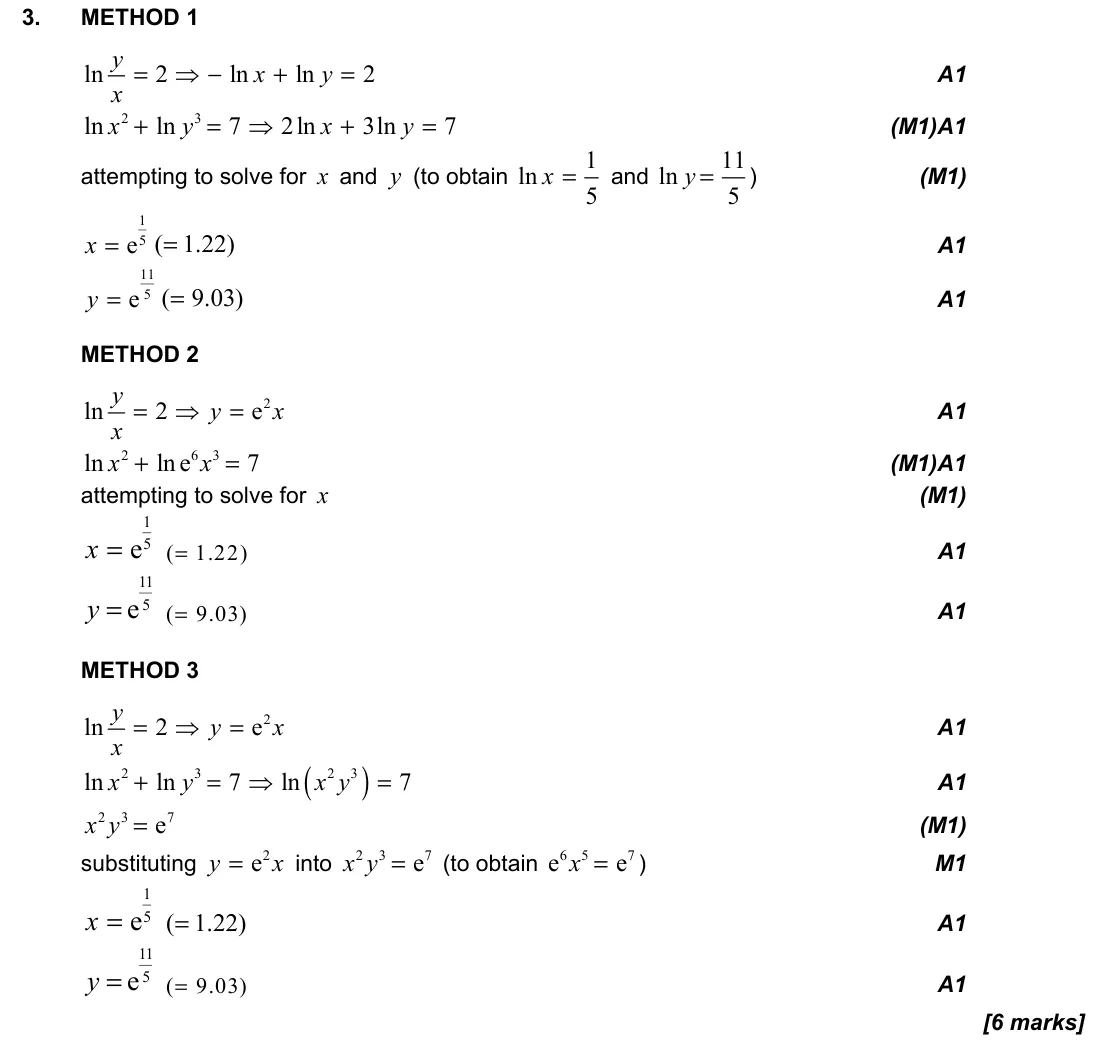 3. METHOD 1
ln y/x = 2 ⇒ − ln x + ln y = 2 A1
ln x² + ln y³ = 7 ⇒ 2 ln x + 3 ln y = 7 (M1)A1
attempting to solve for x and y (to obtain ln x = 1/5 and ln y = 11/5) (M1)
x = e^(1/5) (= 1.22) A1
y = e^(11/5) (= 9.03) A1
METHOD 2
ln y/x = 2 ⇒ y = e²x A1
ln x² + ln e⁶x³ = 7 (M1)A1
attempting to solve for x (M1)
x = e^(1/5) (= 1.22) A1
y = e^(11/5) (= 9.03) A1
METHOD 3
ln y/x = 2 ⇒ y = e²x A1
ln x² + ln y³ = 7 ⇒ ln(x²y³) = 7 A1
x²y³ = e⁷ (M1)
substituting y = e²x into x²y³ = e⁷ (to obtain e⁶x⁵ = e⁷) M1
x = e^(1/5) (= 1.22) A1
y = e^(11/5) (= 9.03) A1
[6 marks]